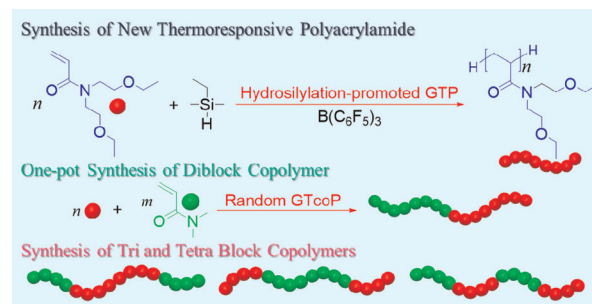 Synthesis of New Thermoresponsive Polyacrylamide
O
N
O
O
n
+
Si
H
Hydrosilylation-promoted GTP
B(C6F5)3
n
O
N
O
O
One-pot Synthesis of Diblock Copolymer
n
+
m
O
N
Random GTcoP
Synthesis of Tri and Tetra Block Copolymers